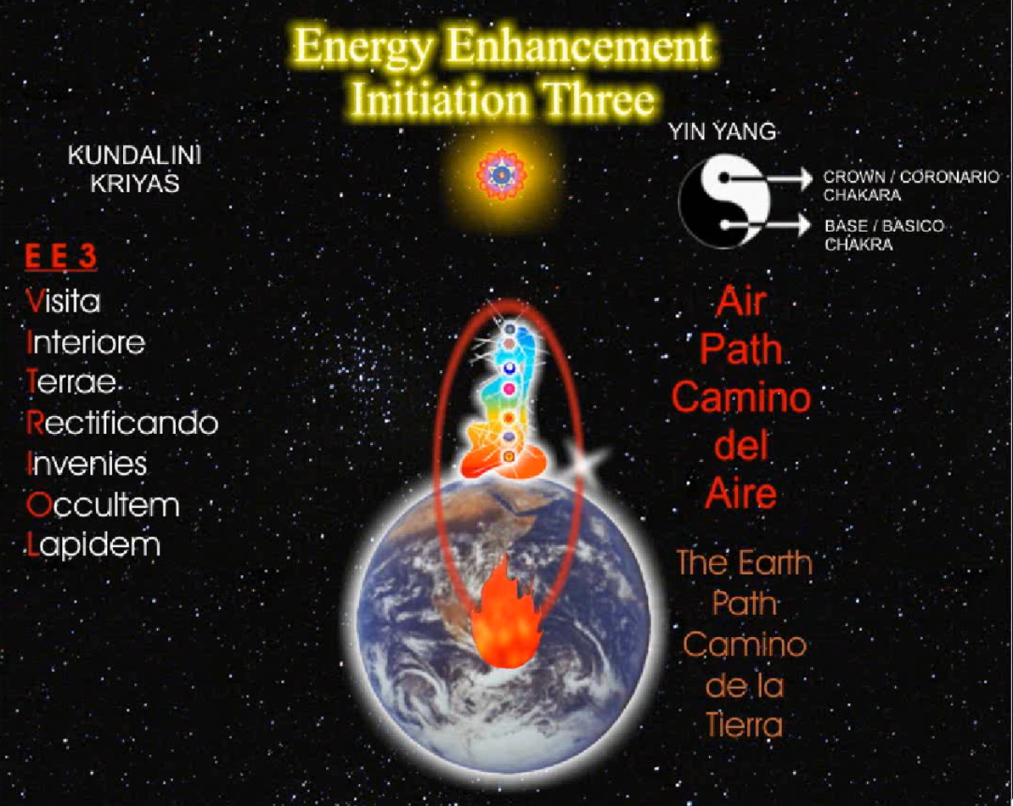 Energy Enhancement
Initiation Three
KUNDALINI
KRIYAS
YIN YANG
CROWN / CORONARIO
CHAKARA
BASE / BASICO
CHAKRA
E E 3
Visita
Interiore
Terrae
Rectificando
Invenies
Occultem
Lapidem
Air
Path
Camino
del
Aire
The Earth
Path
Camino
de la
Tierra